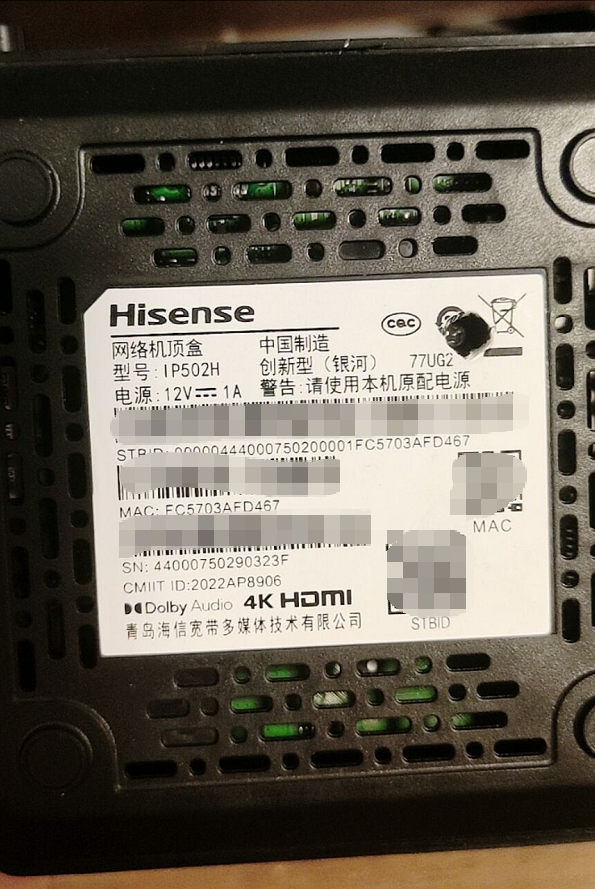 Hisense
网络机顶盒 中国制造
型号:IP502H 创新型（银河） 77UG2
电源:12V⎓1A 警告:请使用本机原配电源
CQC
STBID: 00000444000750200001FC5703AFD467
MAC: FC5703AFD467
MAC
SN: 44000750290323F
CMIIT ID:2022AP8906
Dolby Audio 4K HDMI
青岛海信宽带多媒体技术有限公司
STBID